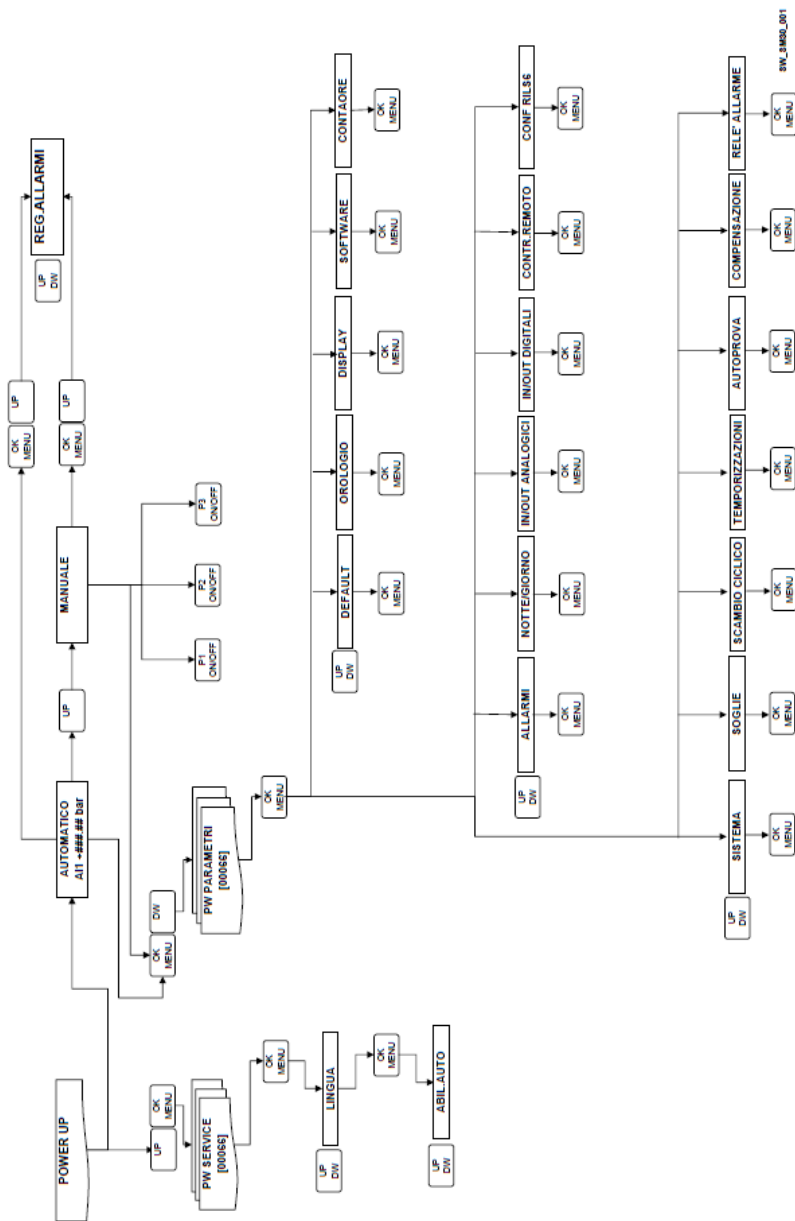 POWER UP
AUTOMATICO
AI1 +###.## bar
UP
MANUALE
OK
MENU
UP
OK
MENU
UP
REG.ALLARMI
UP
DW
P1
ON/OFF
P2
ON/OFF
P3
ON/OFF
UP
OK
MENU
PW SERVICE
[00066]
OK
MENU
UP
DW
LINGUA
OK
MENU
UP
DW
ABIL.AUTO
OK
MENU
DW
PW PARAMETRI
[00066]
OK
MENU
UP
DW
DEFAULT
OROLOGIO
DISPLAY
SOFTWARE
CONTAORE
OK
MENU
OK
MENU
OK
MENU
OK
MENU
OK
MENU
UP
DW
ALLARMI
NOTTE/GIORNO
IN/OUT ANALOGICI
IN/OUT DIGITALI
CONTR.REMOTO
CONF RILS6
OK
MENU
OK
MENU
OK
MENU
OK
MENU
OK
MENU
OK
MENU
UP
DW
SISTEMA
SOGLIE
SCAMBIO CICLICO
TEMPORIZZAZIONI
AUTOPROVA
COMPENSAZIONE
RELE' ALLARME
OK
MENU
OK
MENU
OK
MENU
OK
MENU
OK
MENU
OK
MENU
OK
MENU
SW_SM30_001